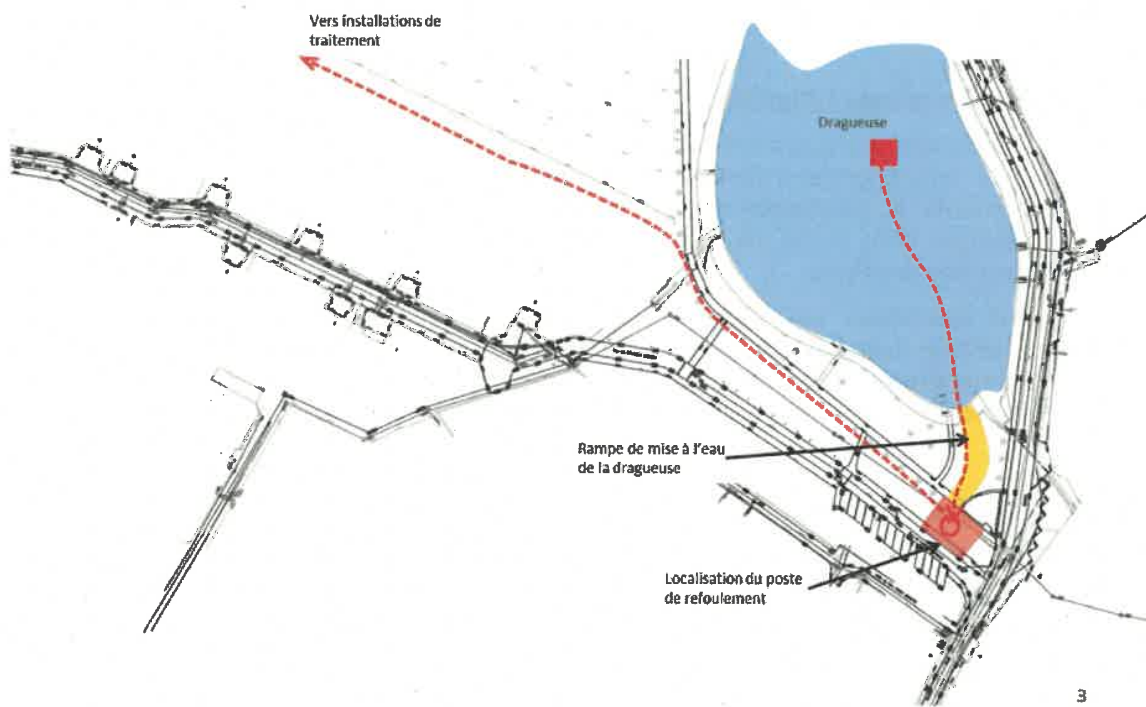 Vers installations de
traitement
Dragueuse
Rampe de mise à l'eau
de la dragueuse
Localisation du poste
de refoulement
3